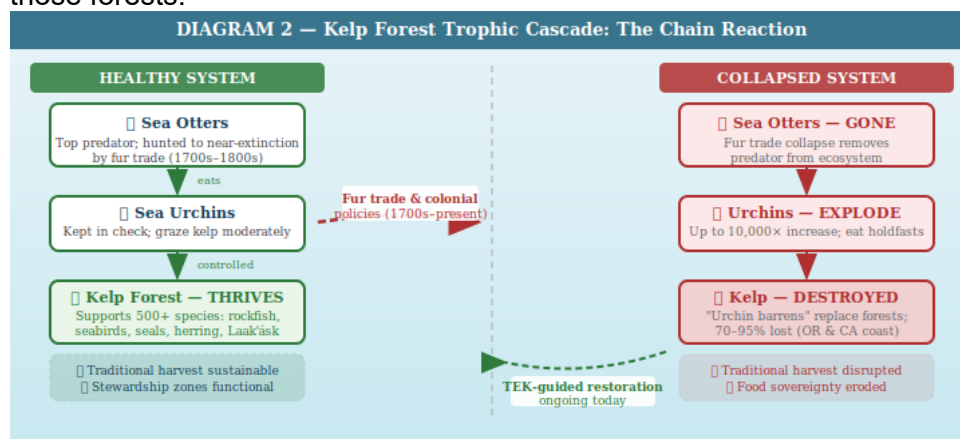 DIAGRAM 2 — Kelp Forest Trophic Cascade: The Chain Reaction
HEALTHY SYSTEM
Sea Otters
Top predator; hunted to near-extinction
by fur trade (1700s–1800s)
eats
Sea Urchins
Kept in check; graze kelp moderately
controlled
Kelp Forest — THRIVES
Supports 500+ species: rockfish,
seabirds, seals, herring, Laak'ásk
Traditional harvest sustainable
Stewardship zones functional
Fur trade & colonial
policies (1700s–present)
TEK-guided restoration
ongoing today
COLLAPSED SYSTEM
Sea Otters — GONE
Fur trade collapse removes
predator from ecosystem
Urchins — EXPLODE
Up to 10,000× increase; eat holdfasts
Kelp — DESTROYED
"Urchin barrens" replace forests;
70–95% lost (OR & CA coast)
Traditional harvest disrupted
Food sovereignty eroded